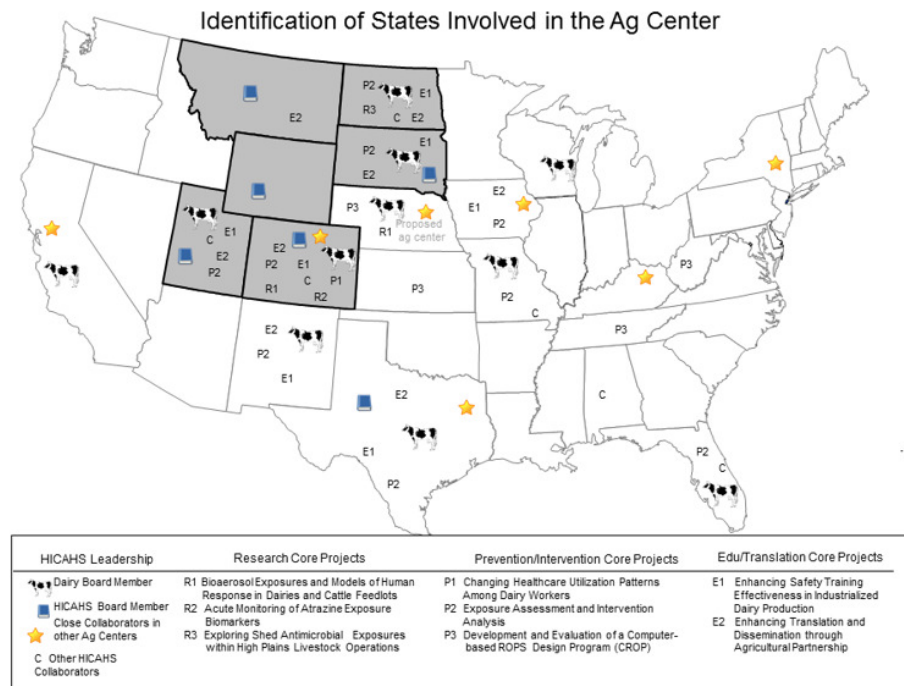 Identification of States Involved in the Ag Center
E2
P2
E1
R3
C
E2
P2
E1
E2
P3
R1
Proposed
ag center
E1
E2
P2
C
E1
E2
P2
E2
P2
E1
C
P1
R1
R2
P3
P2
C
P3
P3
E2
P2
E1
E2
E1
P2
C
P2
C
HICAHS Leadership
Dairy Board Member
HICAHS Board Member
Close Collaborators in
other Ag Centers
C Other HICAHS
Collaborators
Research Core Projects
R1 Bioaerosol Exposures and Models of Human
Response in Dairies and Cattle Feedlots
R2 Acute Monitoring of Atrazine Exposure
Biomarkers
R3 Exploring Shed Antimicrobial Exposures
within High Plains Livestock Operations
Prevention/Intervention Core Projects
P1 Changing Healthcare Utilization Patterns
Among Dairy Workers
P2 Exposure Assessment and Intervention
Analysis
P3 Development and Evaluation of a Computer-
based ROPS Design Program (CROP)
Edu/Translation Core Projects
E1 Enhancing Safety Training
Effectiveness in Industrialized
Dairy Production
E2 Enhancing Translation and
Dissemination through
Agricultural Partnership